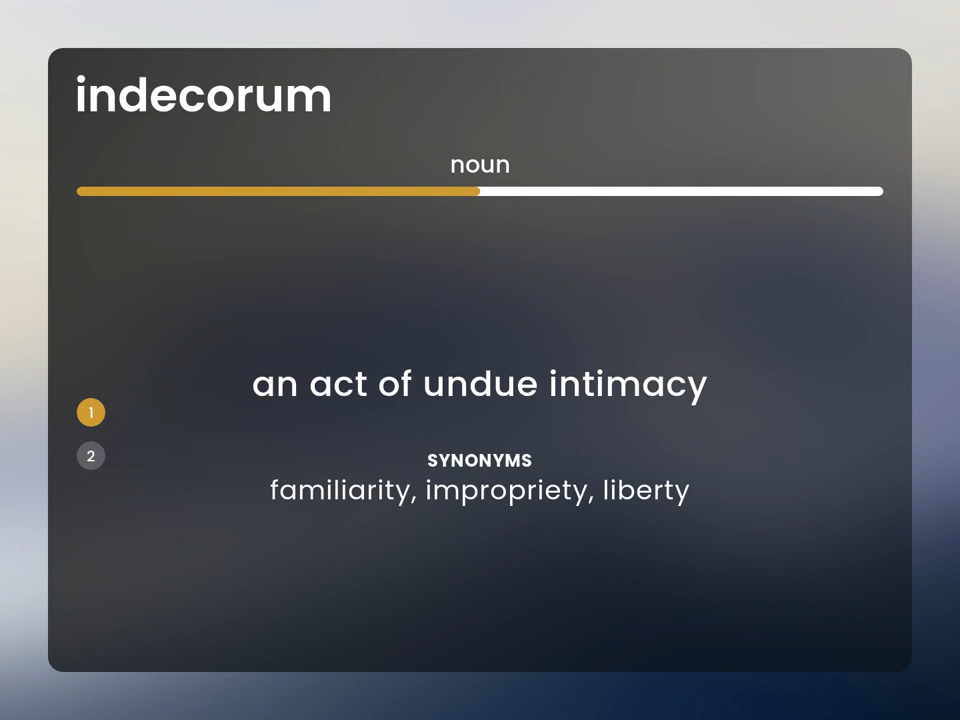 indecorum
noun
an act of undue intimacy
1
2
SYNONYMS
familiarity, impropriety, liberty